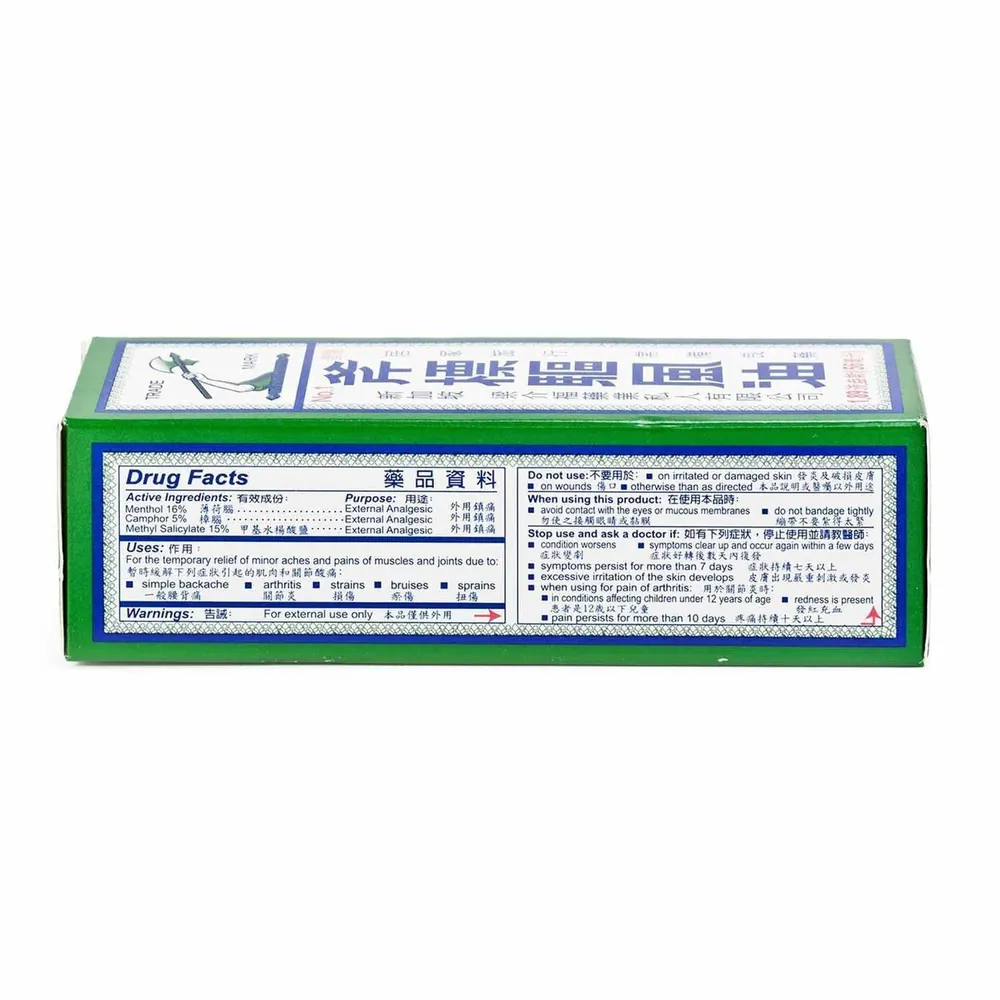 TRADE MARK
No.1
斧標驅風油
Drug Facts 藥品資料
Active Ingredients: 有效成份: Purpose: 用途:
Menthol 16% 薄荷腦 External Analgesic 外用鎮痛
Camphor 5% 樟腦 External Analgesic 外用鎮痛
Methyl Salicylate 15% 甲基水楊酸鹽 External Analgesic 外用鎮痛
Uses: 作用:
For the temporary relief of minor aches and pains of muscles and joints due to:
暫時緩解下列症狀引起的肌肉和關節酸痛:
■ simple backache ■ arthritis ■ strains ■ bruises ■ sprains
一般腰背痛 關節炎 損傷 瘀傷 扭傷
Warnings: 告誡: For external use only 本品僅供外用
Do not use: 不要用於: ■ on irritated or damaged skin 發炎及破損皮膚
■ on wounds 傷口 ■ otherwise than as directed 本品説明或醫囑以外用途
When using this product: 在使用本品時:
■ avoid contact with the eyes or mucous membranes ■ do not bandage tightly
勿使之接觸眼睛或黏膜 繃帶不要紮得太緊
Stop use and ask a doctor if: 如有下列症狀，停止使用並請教醫師:
■ condition worsens ■ symptoms clear up and occur again within a few days
症狀變劇 症狀好轉後數天內復發
■ symptoms persist for more than 7 days 症狀持續七天以上
■ excessive irritation of the skin develops 皮膚出現嚴重刺激或發炎
■ when using for pain of arthritis: 用於關節炎時:
■ in conditions affecting children under 12 years of age ■ redness is present
患者是12歲以下兒童 發紅充血
■ pain persists for more than 10 days 疼痛持續十天以上